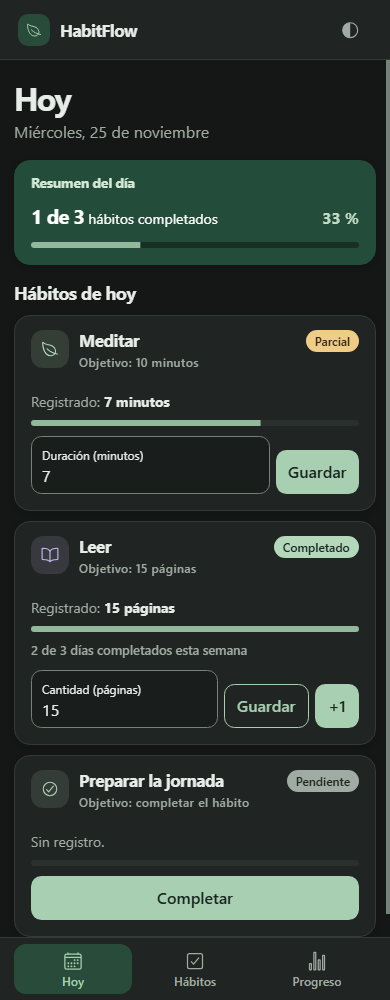 HabitFlow
Hoy
Miércoles, 25 de noviembre
Resumen del día
1 de 3 hábitos completados 33 %
Hábitos de hoy
Meditar Parcial
Objetivo: 10 minutos
Registrado: 7 minutos
Duración (minutos)
7
Guardar
Leer Completado
Objetivo: 15 páginas
Registrado: 15 páginas
2 de 3 días completados esta semana
Cantidad (páginas)
15
Guardar +1
Preparar la jornada Pendiente
Objetivo: completar el hábito
Sin registro.
Completar
Hoy Hábitos Progreso